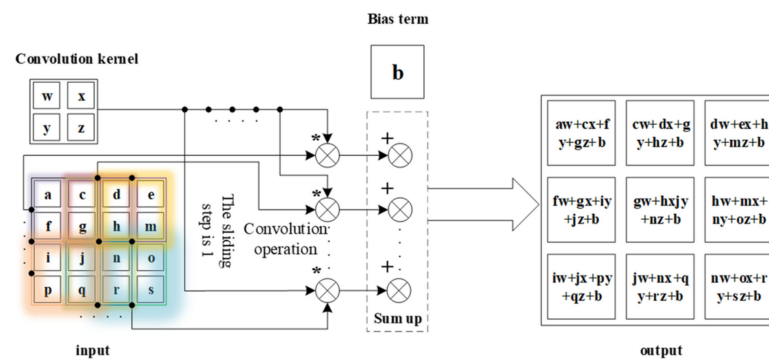 Bias term
Convolution kernel
b
w x
y z
+
*
aw+cx+f
y+gz+b
cw+dx+g
y+hz+b
dw+ex+h
y+mz+b
a c d e
f g h m
i j n o
p q r s
The sliding
step is 1
Convolution
operation
*
+
fw+gx+iy
+jz+b
gw+hxjy
+nz+b
hw+mx+
ny+oz+b
*
+
iw+jx+py
+qz+b
jw+nx+q
y+rz+b
nw+ox+r
y+sz+b
Sum up
input
output